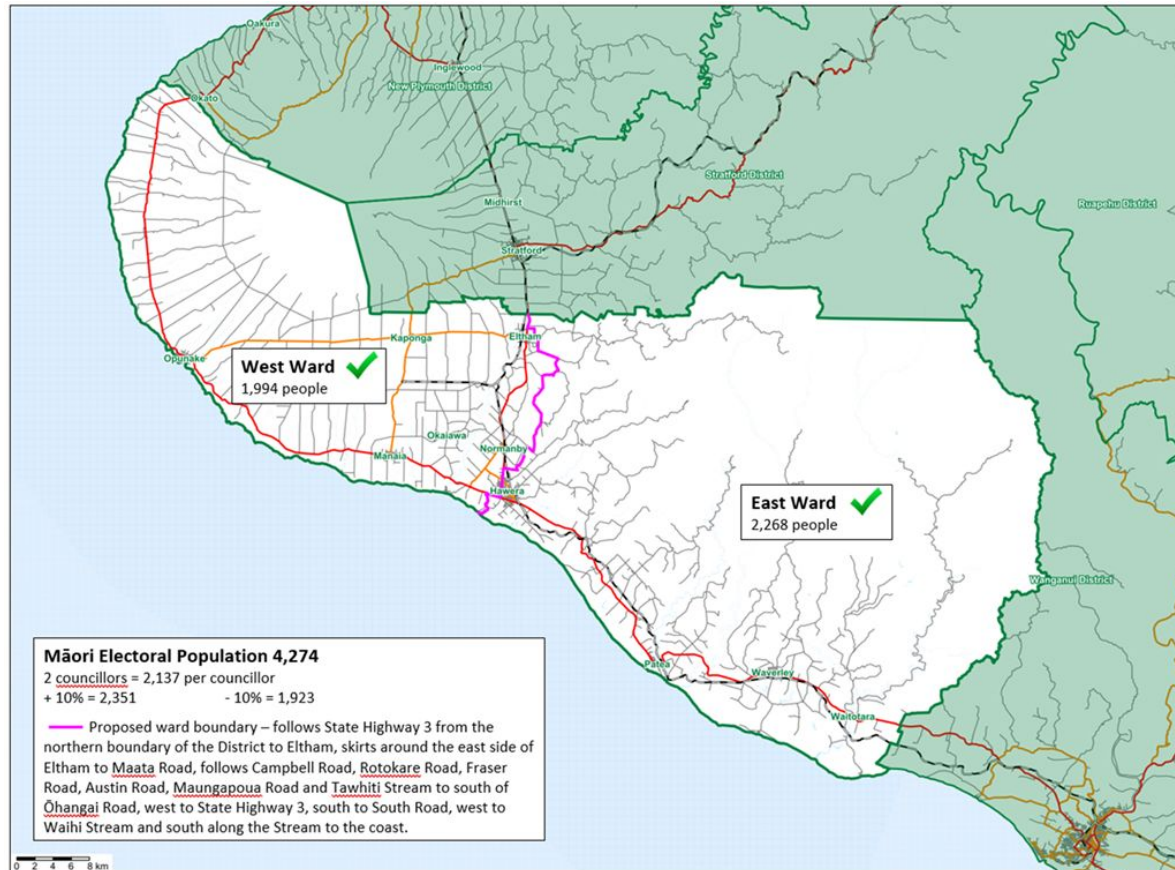 Oakura
Inglewood
New Plymouth District
Okato
Stratford District
Midhirst
Ruapehu District
Stratford
Kaponga
Eltham
Opunake
West Ward
1,994 people
Okaiawa
Normanby
Manaia
Hawera
East Ward
2,268 people
Wanganui District
Patea
Waverley
Waitotara
Māori Electoral Population 4,274
2 councillors = 2,137 per councillor
+ 10% = 2,351 - 10% = 1,923
Proposed ward boundary – follows State Highway 3 from the
northern boundary of the District to Eltham, skirts around the east side of
Eltham to Maata Road, follows Campbell Road, Rotokare Road, Fraser
Road, Austin Road, Maungapoua Road and Tawhiti Stream to south of
Ōhangai Road, west to State Highway 3, south to South Road, west to
Waihi Stream and south along the Stream to the coast.
0 2 4 6 8 km